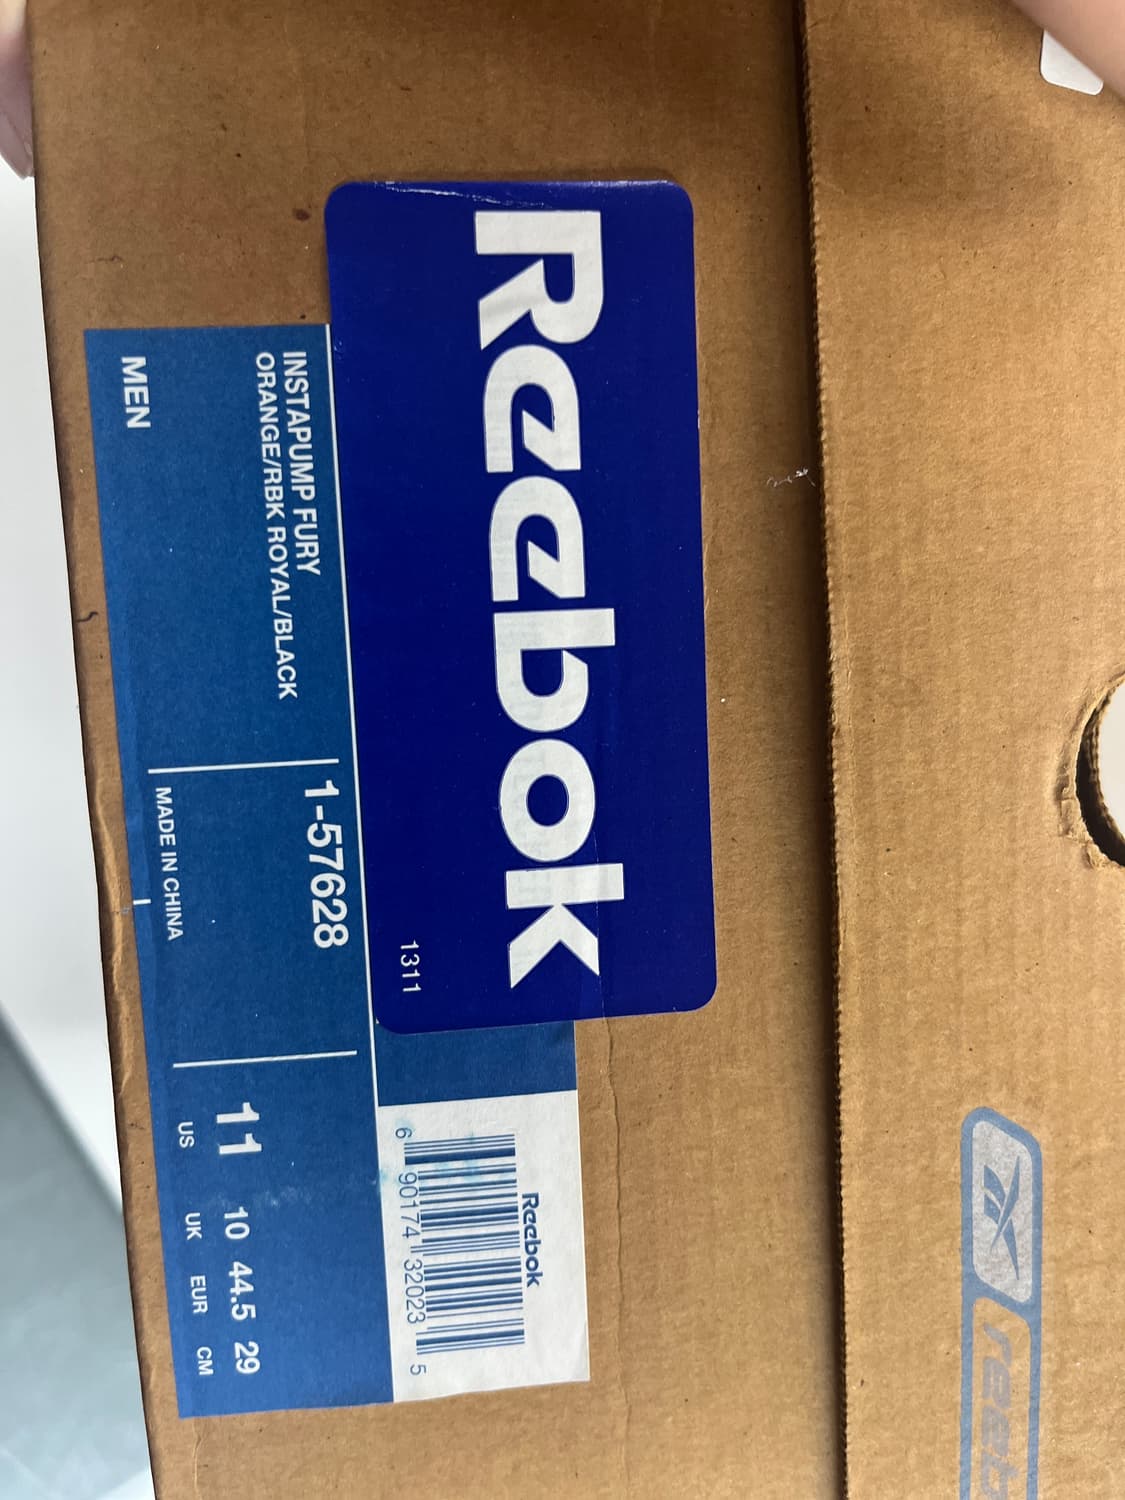 Reebok
1311
Reebok
6 90174 32023 5
INSTAPUMP FURY
ORANGE/RBK ROYAL/BLACK
MEN
1-57628
MADE IN CHINA
11 10 44.5 29
US UK EUR CM